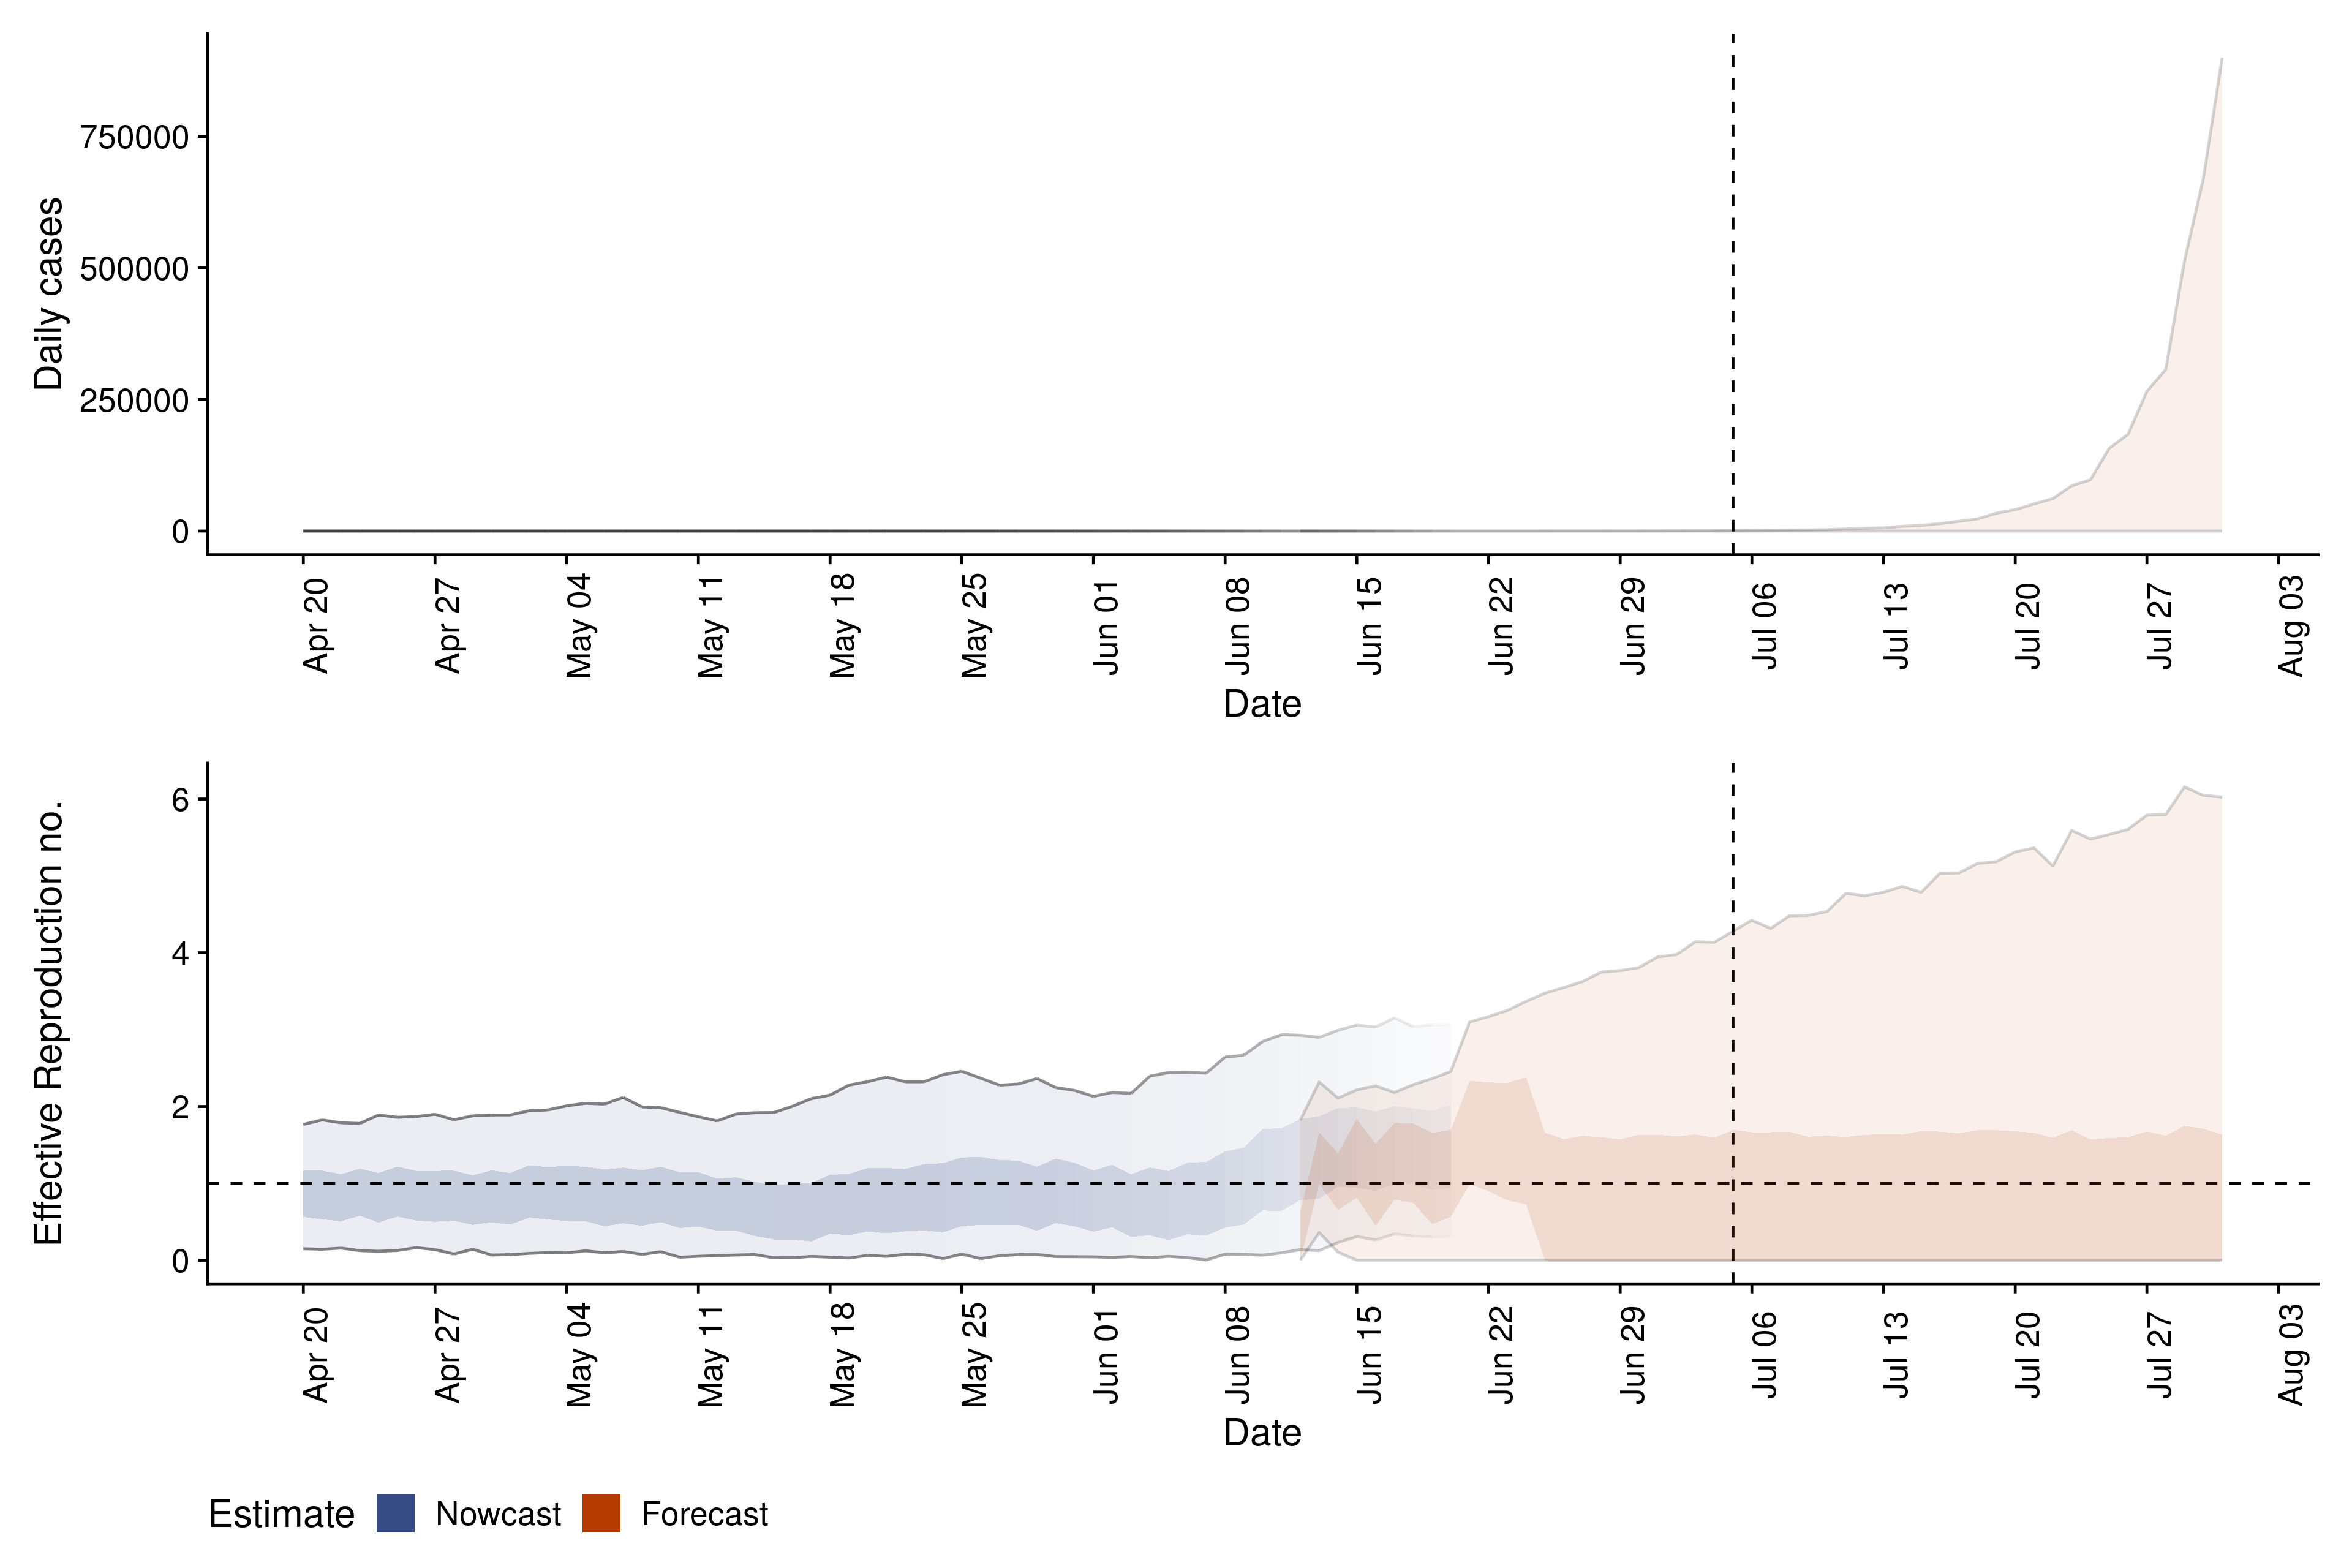 Daily cases
750000
500000
250000
0
Apr 20
Apr 27
May 04
May 11
May 18
May 25
Jun 01
Jun 08
Jun 15
Jun 22
Jun 29
Jul 06
Jul 13
Jul 20
Jul 27
Aug 03
Date
Effective Reproduction no.
6
4
2
0
Apr 20
Apr 27
May 04
May 11
May 18
May 25
Jun 01
Jun 08
Jun 15
Jun 22
Jun 29
Jul 06
Jul 13
Jul 20
Jul 27
Aug 03
Date
Estimate Nowcast Forecast